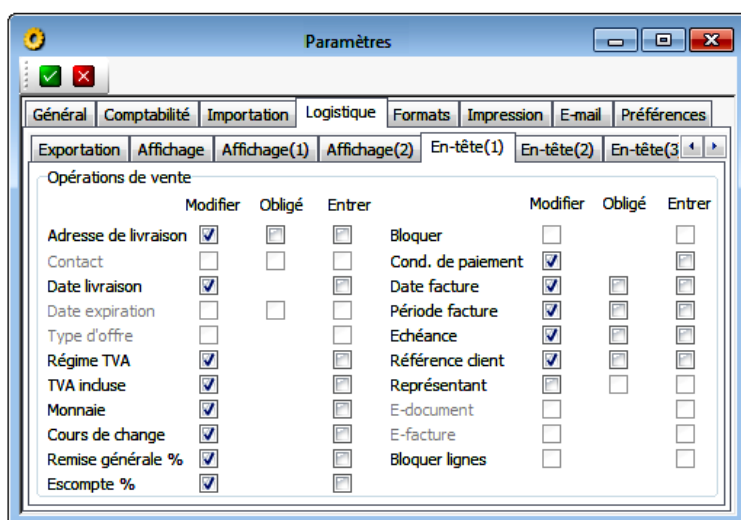 Paramètres
Général Comptabilité Importation Logistique Formats Impression E-mail Préférences
Exportation Affichage Affichage(1) Affichage(2) En-tête(1) En-tête(2) En-tête(3
Opérations de vente
Modifier Obligé Entrer Modifier Obligé Entrer
Adresse de livraison Bloquer
Contact Cond. de paiement
Date livraison Date facture
Date expiration Période facture
Type d'offre Echéance
Régime TVA Référence client
TVA incluse Représentant
Monnaie E-document
Cours de change E-facture
Remise générale % Bloquer lignes
Escompte %